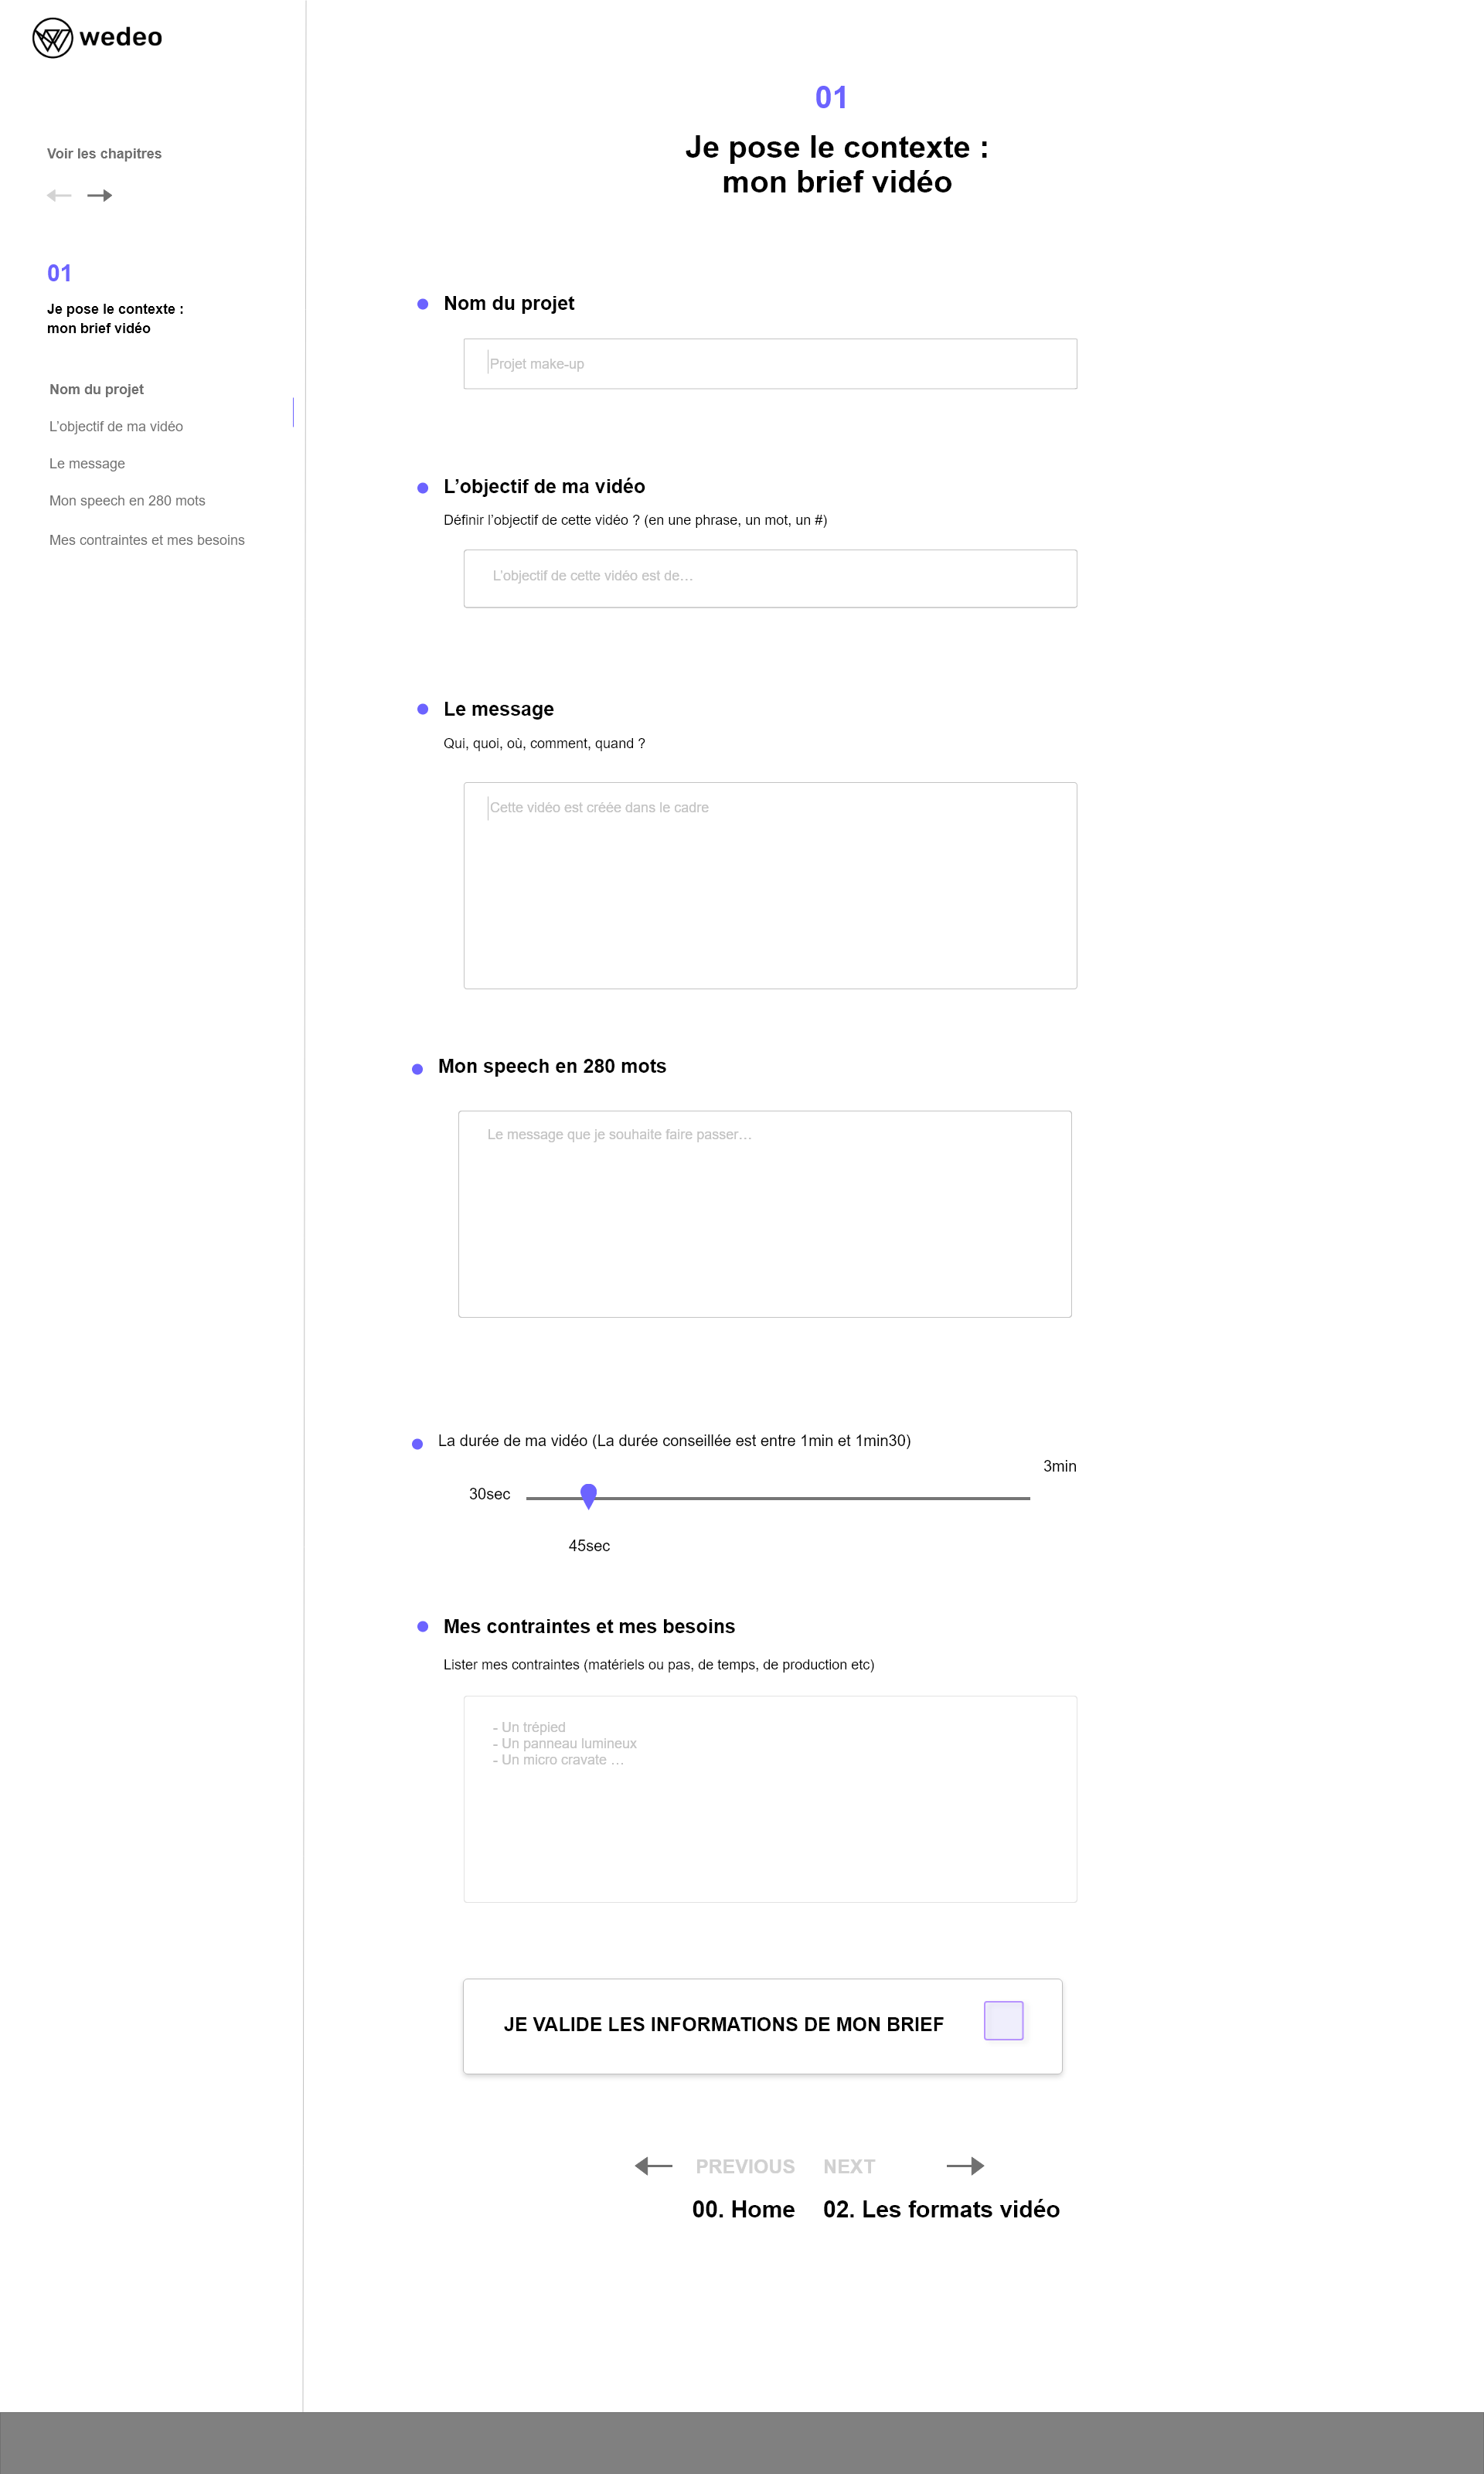 wedeo
Voir les chapitres
01
Je pose le contexte :
mon brief vidéo
Nom du projet
L’objectif de ma vidéo
Le message
Mon speech en 280 mots
Mes contraintes et mes besoins
01
Je pose le contexte :
mon brief vidéo
Nom du projet
Projet make-up
L’objectif de ma vidéo
Définir l’objectif de cette vidéo ? (en une phrase, un mot, un #)
L’objectif de cette vidéo est de…
Le message
Qui, quoi, où, comment, quand ?
Cette vidéo est créée dans le cadre
Mon speech en 280 mots
Le message que je souhaite faire passer…
La durée de ma vidéo (La durée conseillée est entre 1min et 1min30)
3min
30sec
45sec
Mes contraintes et mes besoins
Lister mes contraintes (matériels ou pas, de temps, de production etc)
- Un trépied
- Un panneau lumineux
- Un micro cravate …
JE VALIDE LES INFORMATIONS DE MON BRIEF
PREVIOUS NEXT
00. Home 02. Les formats vidéo